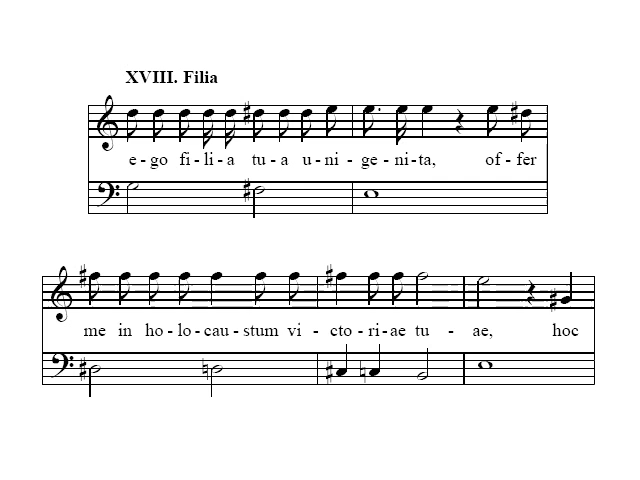 XVIII. Filia
e - go fi - li - a tu - a u - ni - ge - ni - ta, of - fer
me in ho - lo - cau - stum vi - cto - ri - ae tu - ae, hoc